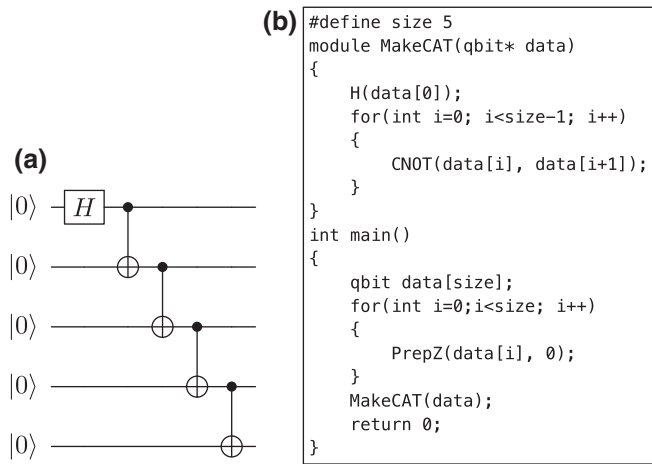 (a)
|0⟩ H
|0⟩
|0⟩
|0⟩
|0⟩
(b)
#define size 5
module MakeCAT(qbit* data)
{
    H(data[0]);
    for(int i=0; i<size-1; i++)
    {
        CNOT(data[i], data[i+1]);
    }
}
int main()
{
    qbit data[size];
    for(int i=0;i<size; i++)
    {
        PrepZ(data[i], 0);
    }
    MakeCAT(data);
    return 0;
}